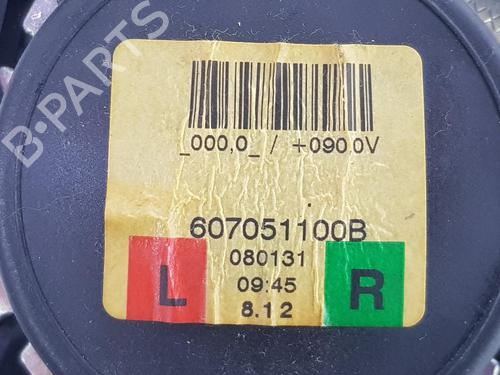 B-PARTS
_000,0_ / +090,0V
607051100B
080131
L 09:45 R
8.12